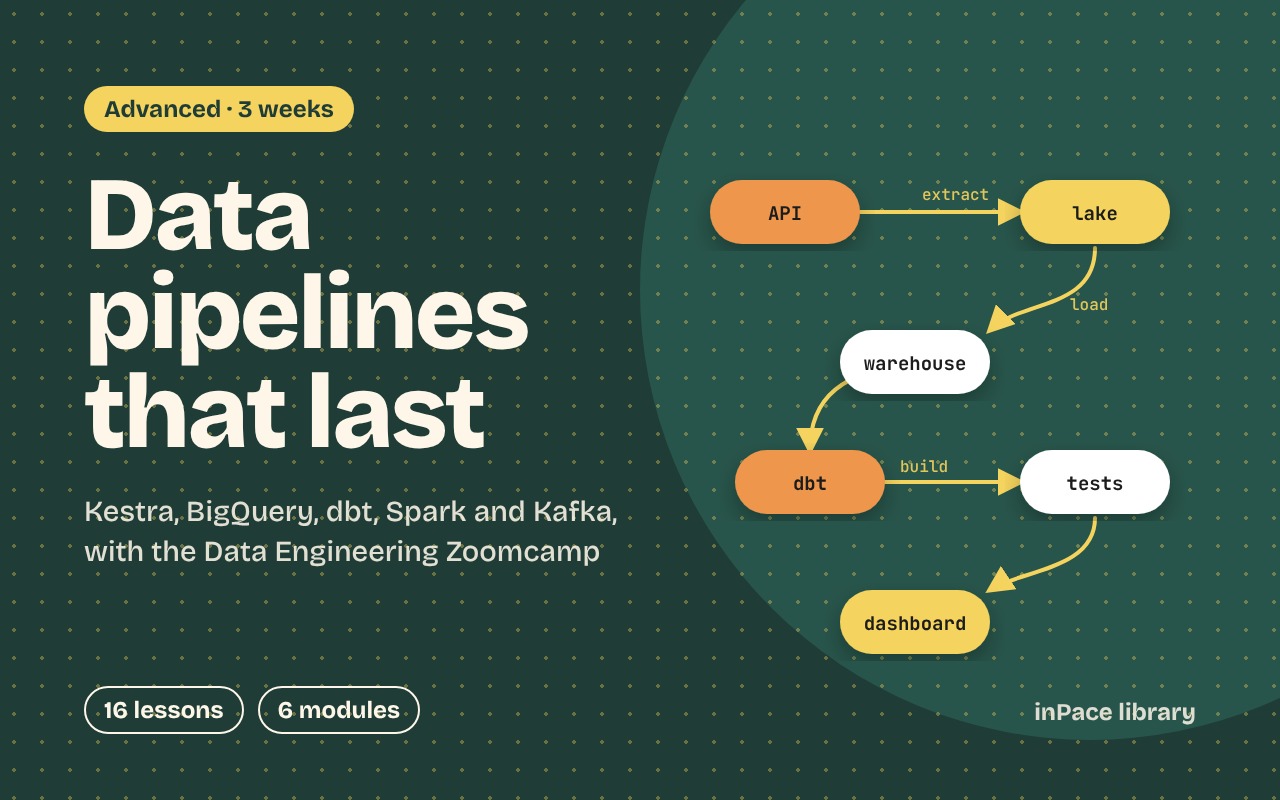 Advanced · 3 weeks
Data
pipelines
that last
Kestra, BigQuery, dbt, Spark and Kafka,
with the Data Engineering Zoomcamp
16 lessons
6 modules
API
extract
lake
load
warehouse
dbt
build
tests
dashboard
inPace library